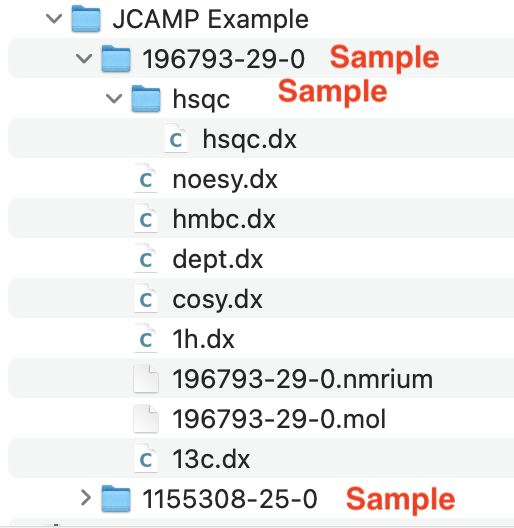 JCAMP Example
196793-29-0 Sample
hsqc Sample
hsqc.dx
noesy.dx
hmbc.dx
dept.dx
cosy.dx
1h.dx
196793-29-0.nmrium
196793-29-0.mol
13c.dx
1155308-25-0 Sample